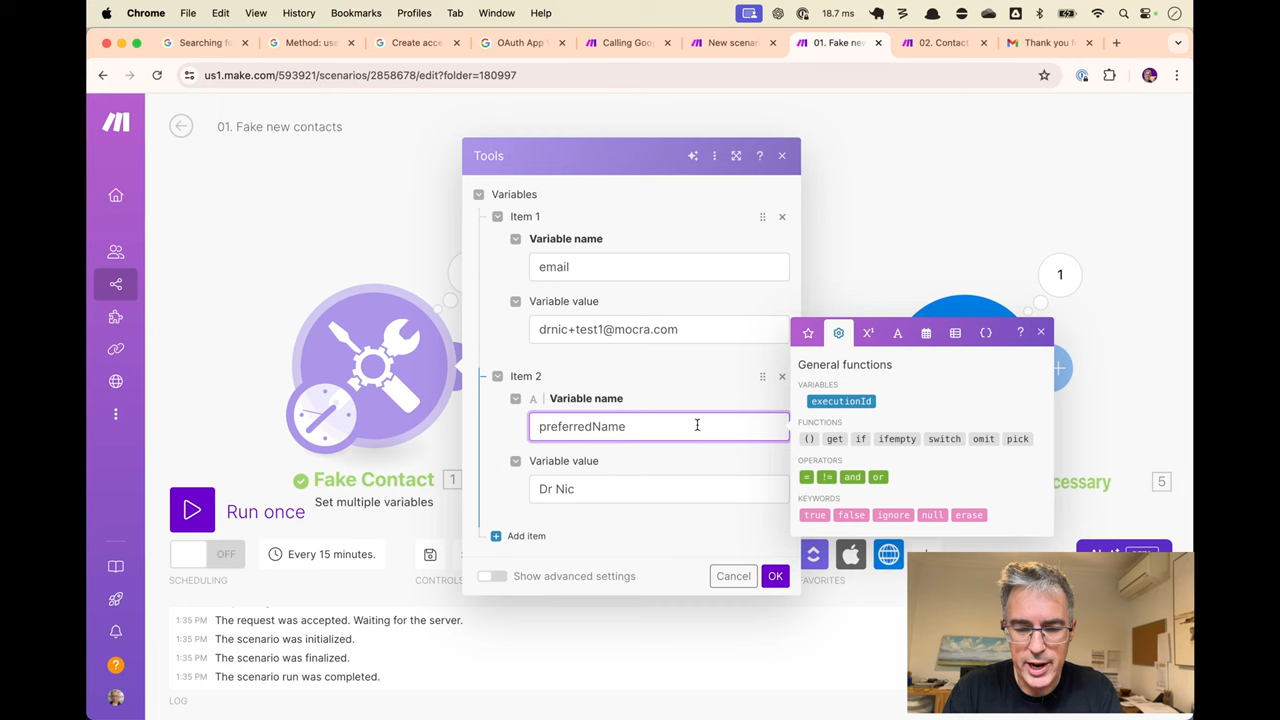 Chrome File Edit View History Bookmarks Profiles Tab Window Help 18.7 ms
Searching fo Method: use Create acce OAuth App V Calling Goo New scenar 01. Fake new 02. Contact Thank you f
us1.make.com/593921/scenarios/2858678/edit?folder=180997
01. Fake new contacts
Tools
Variables
Item 1
Variable name
email
Variable value
drnic+test1@mocra.com
Item 2
A Variable name
preferredName
Variable value
Dr Nic
Add item
Show advanced settings
Cancel OK
1
General functions
VARIABLES
executionId
FUNCTIONS
() get if ifempty switch omit pick
OPERATORS
= != and or
KEYWORDS
true false ignore null erase
Fake Contact 1
Set multiple variables
cessary 5
Run once
OFF
Every 15 minutes.
SCHEDULING
CONTROLS
FAVORITES
1:35 PM The request was accepted. Waiting for the server.
1:35 PM The scenario was initialized.
1:35 PM The scenario was finalized.
1:35 PM The scenario run was completed.
LOG